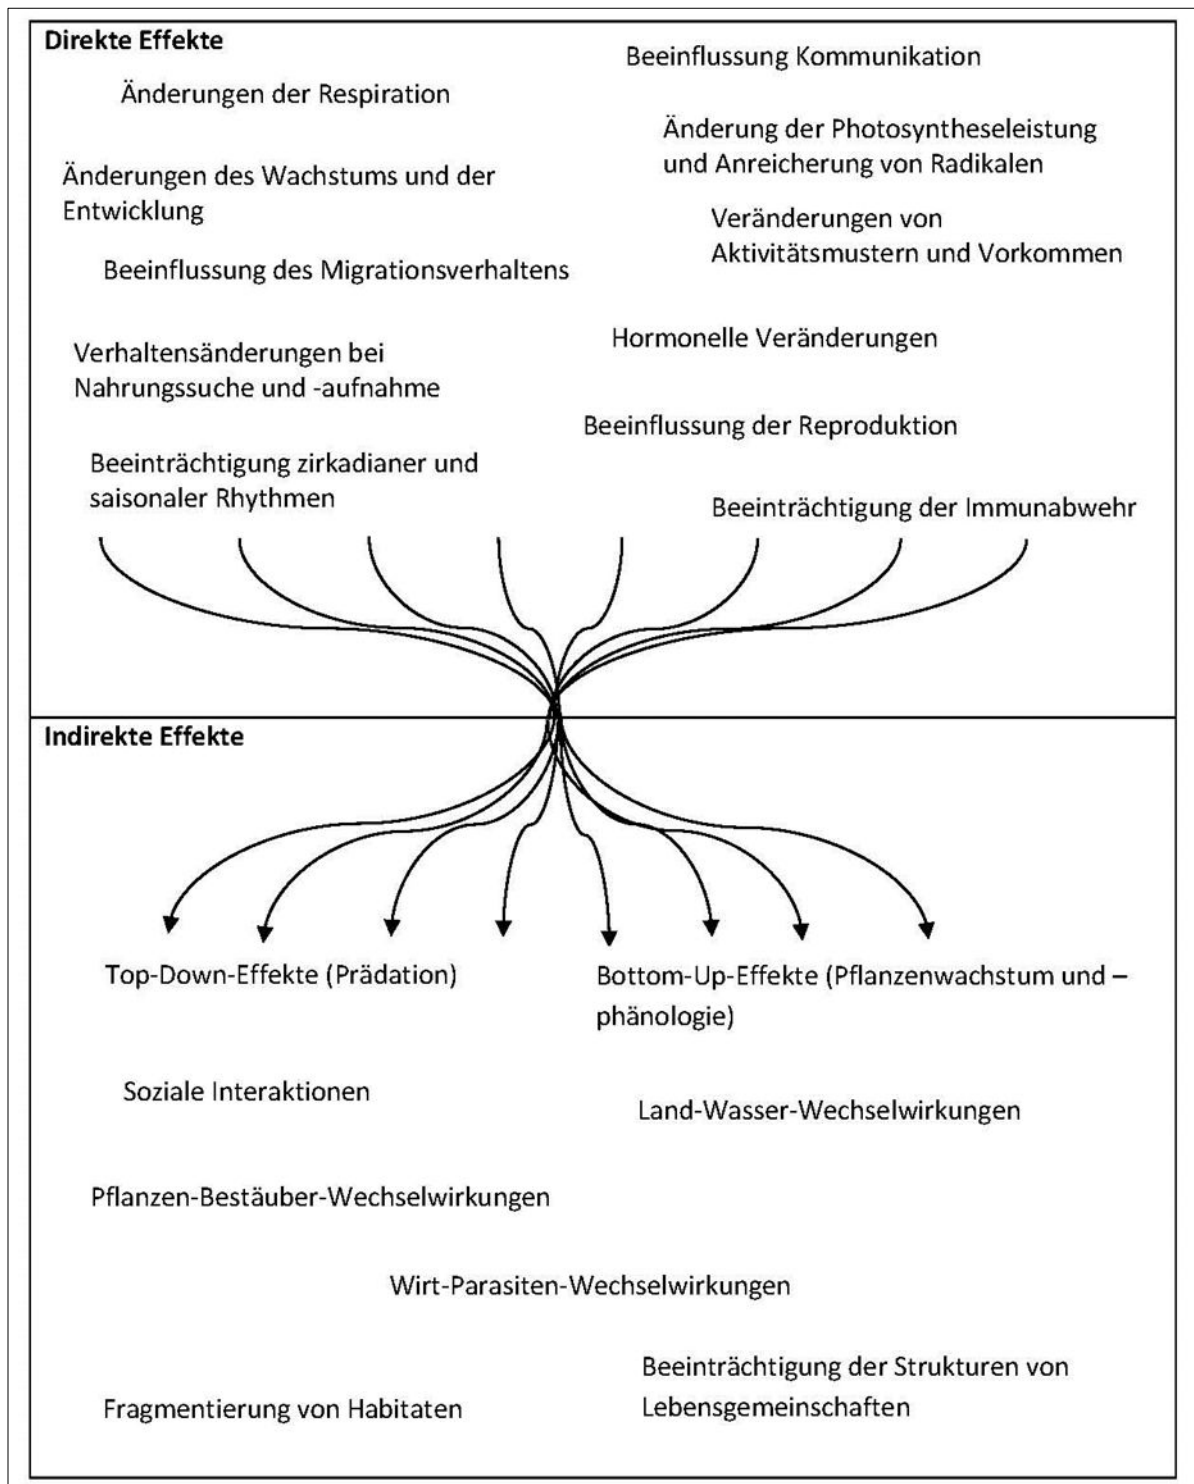 Direkte Effekte
Beeinflussung Kommunikation
Änderungen der Respiration
Änderung der Photosyntheseleistung
und Anreicherung von Radikalen
Änderungen des Wachstums und der
Entwicklung
Veränderungen von
Aktivitätsmustern und Vorkommen
Beeinflussung des Migrationsverhaltens
Hormonelle Veränderungen
Verhaltensänderungen bei
Nahrungssuche und -aufnahme
Beeinflussung der Reproduktion
Beeinträchtigung zirkadianer und
saisonaler Rhythmen
Beeinträchtigung der Immunabwehr
Indirekte Effekte
Top-Down-Effekte (Prädation)
Bottom-Up-Effekte (Pflanzenwachstum und –
phänologie)
Soziale Interaktionen
Land-Wasser-Wechselwirkungen
Pflanzen-Bestäuber-Wechselwirkungen
Wirt-Parasiten-Wechselwirkungen
Beeinträchtigung der Strukturen von
Lebensgemeinschaften
Fragmentierung von Habitaten